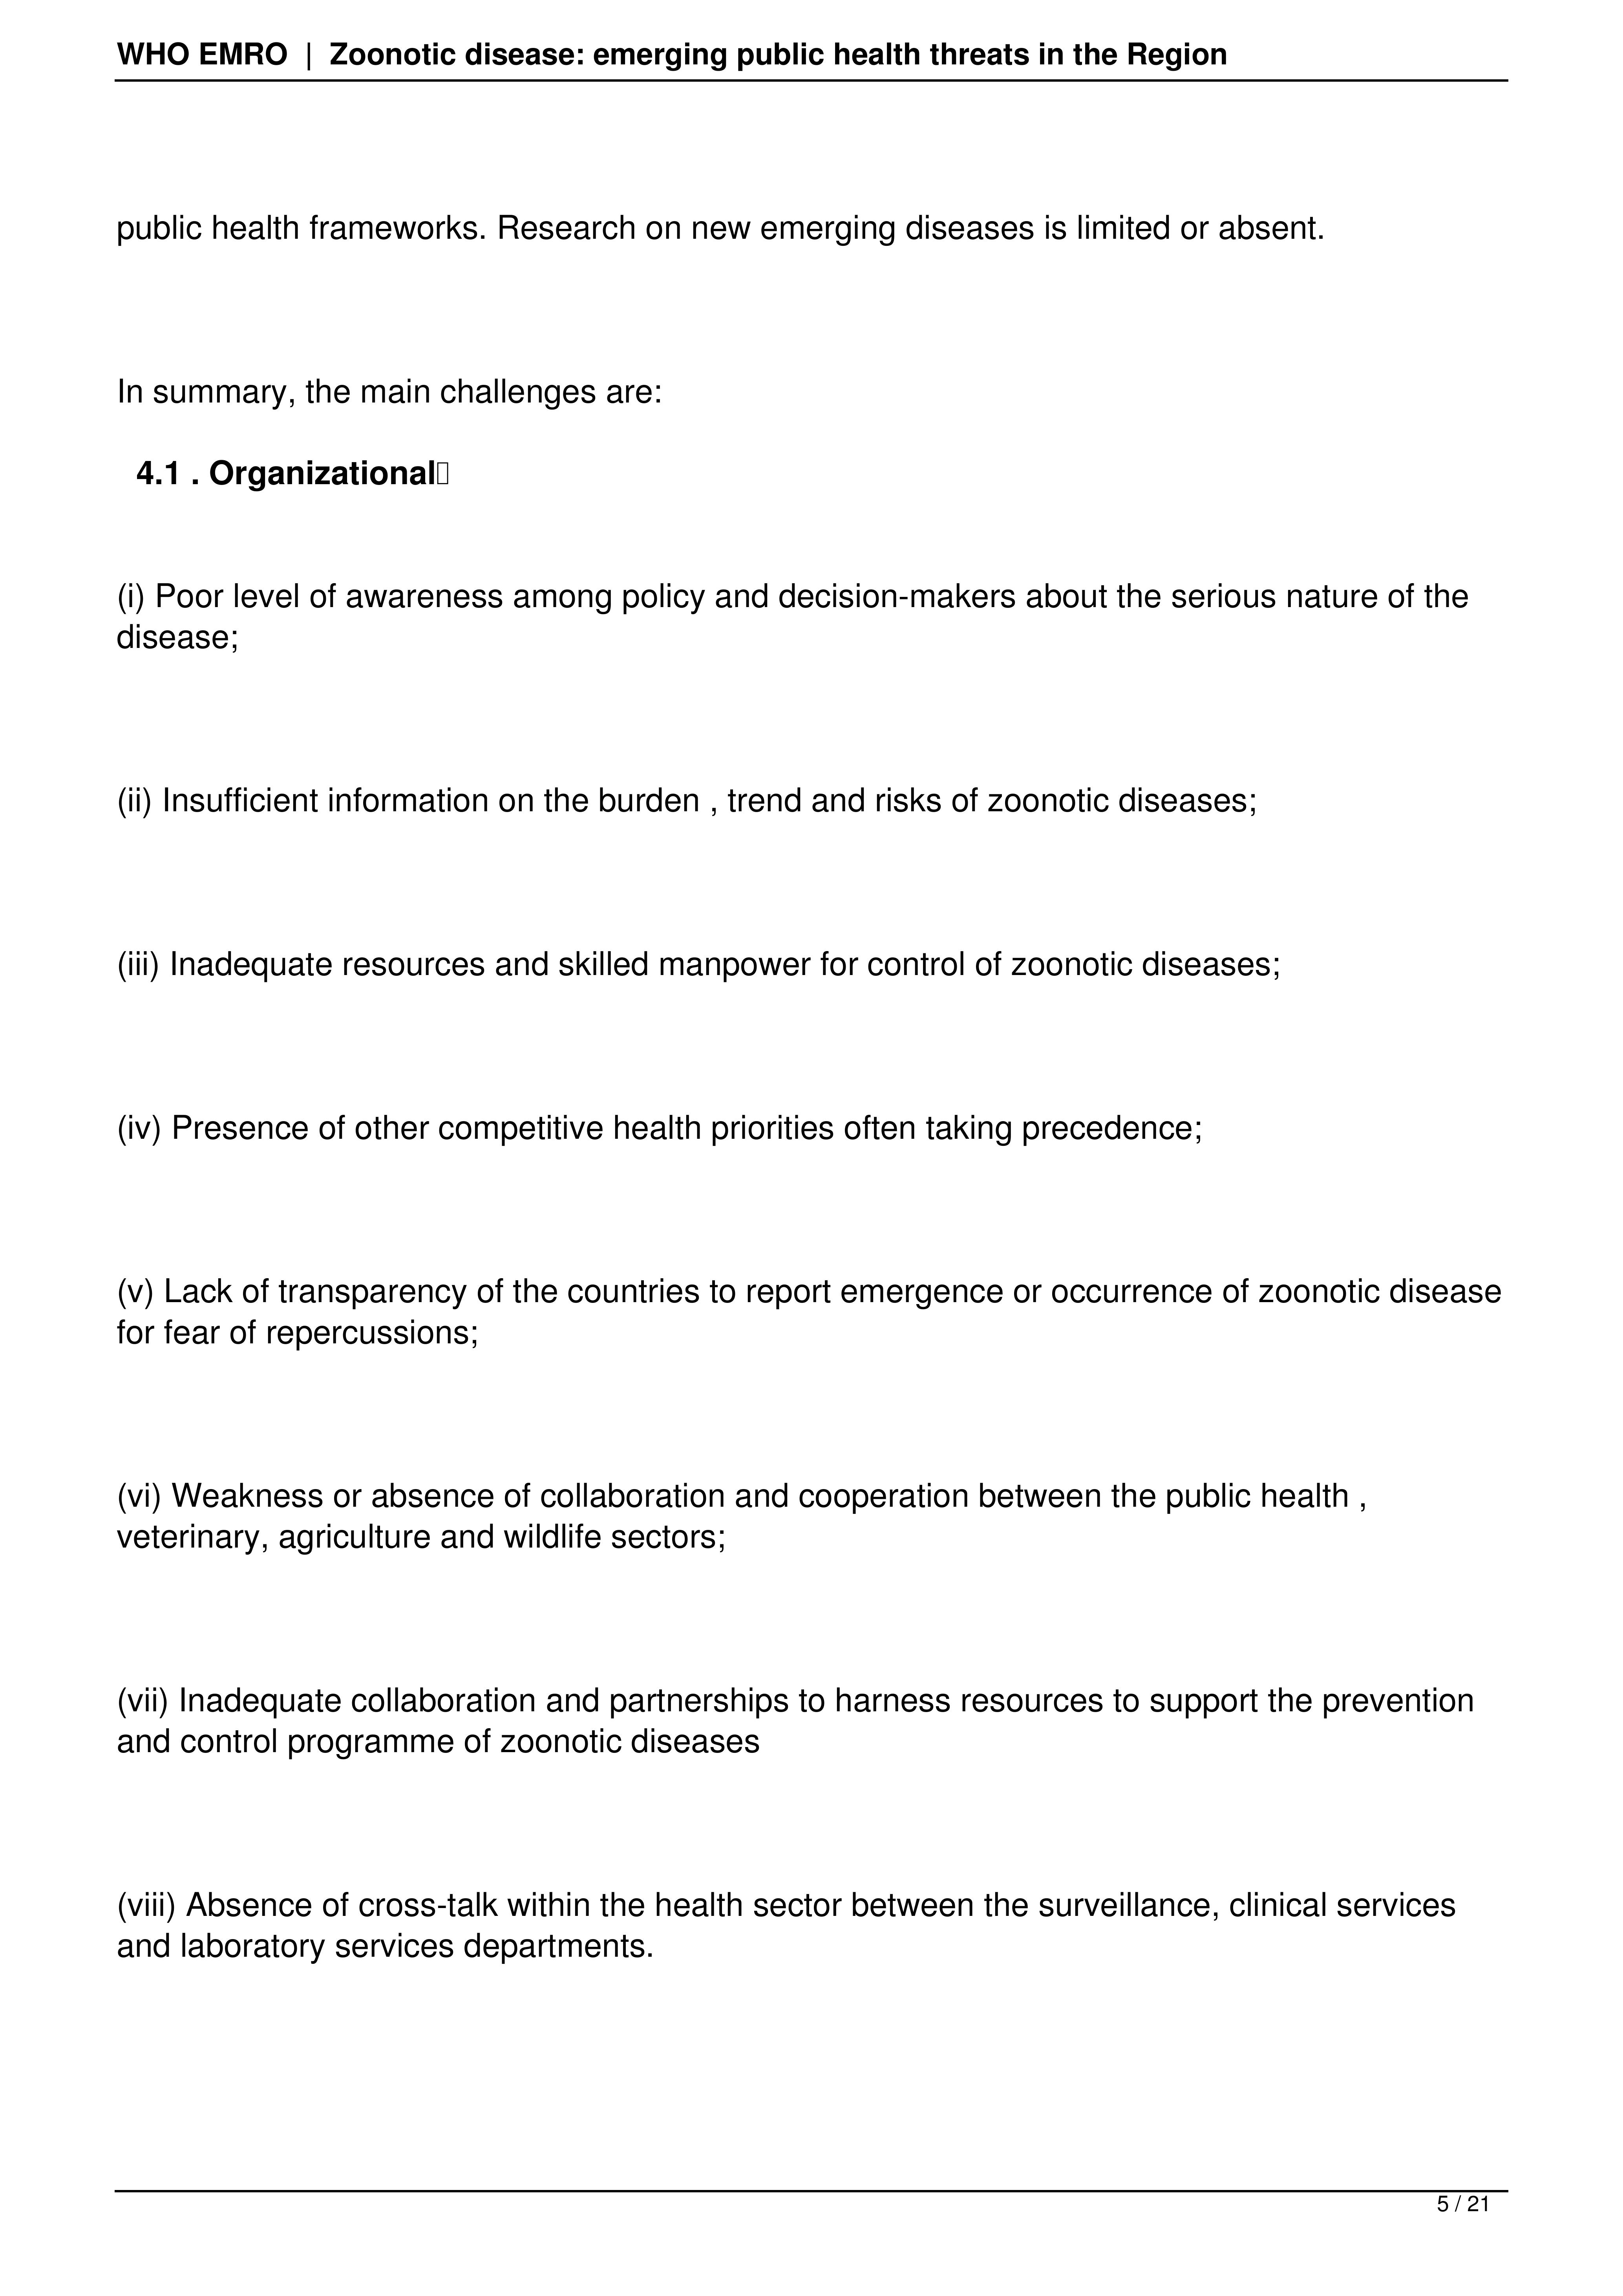 WHO EMRO | Zoonotic disease: emerging public health threats in the Region
public health frameworks. Research on new emerging diseases is limited or absent.
In summary, the main challenges are:
4.1 . Organizational
(i) Poor level of awareness among policy and decision-makers about the serious nature of the
disease;
(ii) Insufficient information on the burden , trend and risks of zoonotic diseases;
(iii) Inadequate resources and skilled manpower for control of zoonotic diseases;
(iv) Presence of other competitive health priorities often taking precedence;
(v) Lack of transparency of the countries to report emergence or occurrence of zoonotic disease
for fear of repercussions;
(vi) Weakness or absence of collaboration and cooperation between the public health ,
veterinary, agriculture and wildlife sectors;
(vii) Inadequate collaboration and partnerships to harness resources to support the prevention
and control programme of zoonotic diseases
(viii) Absence of cross-talk within the health sector between the surveillance, clinical services
and laboratory services departments.
5 / 21